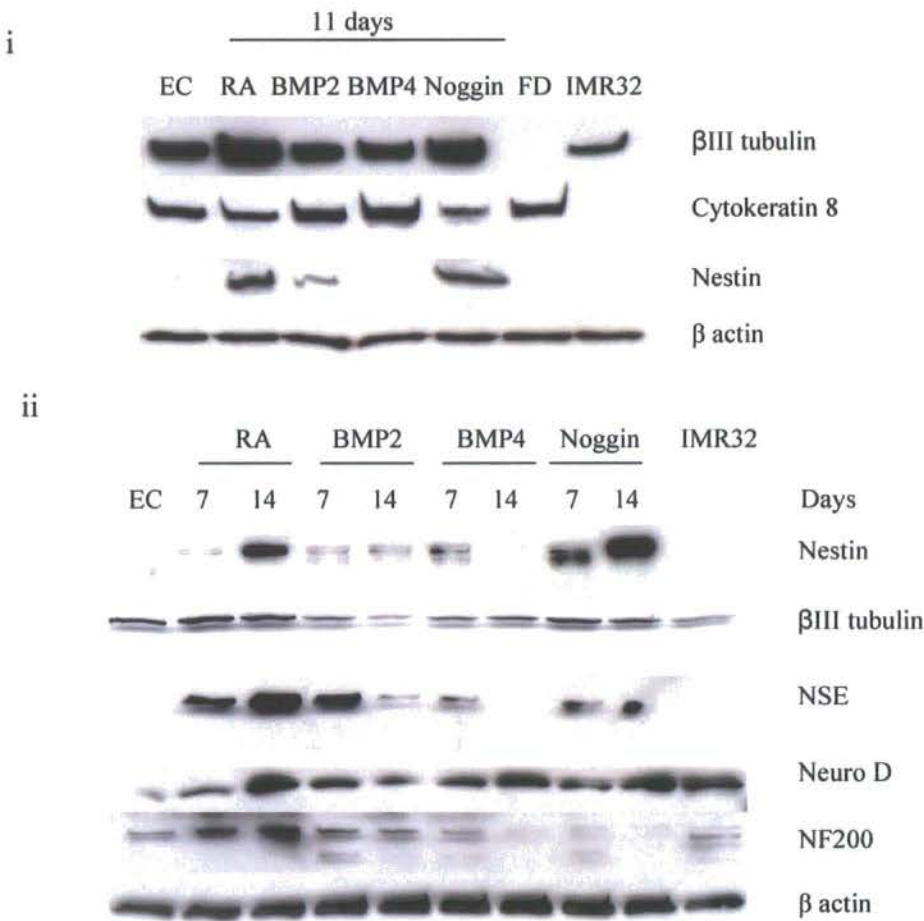 i
11 days
EC RA BMP2 BMP4 Noggin FD IMR32
βIII tubulin
Cytokeratin 8
Nestin
β actin
ii
RA BMP2 BMP4 Noggin IMR32
EC 7 14 7 14 7 14 7 14 Days
Nestin
βIII tubulin
NSE
Neuro D
NF200
β actin